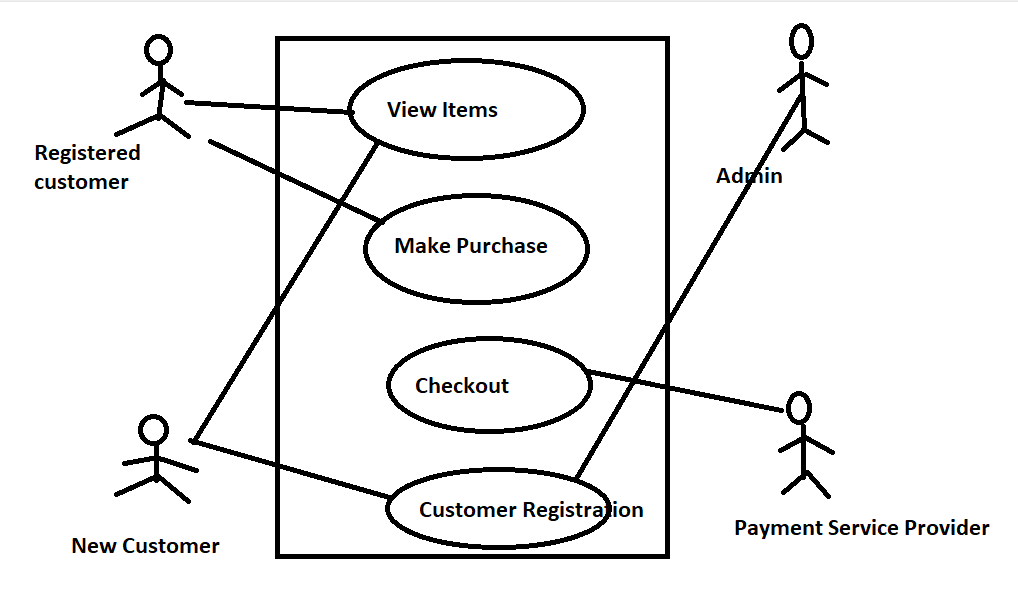 View Items
Registered
customer
Admin
Make Purchase
Checkout
Customer Registration
Payment Service Provider
New Customer